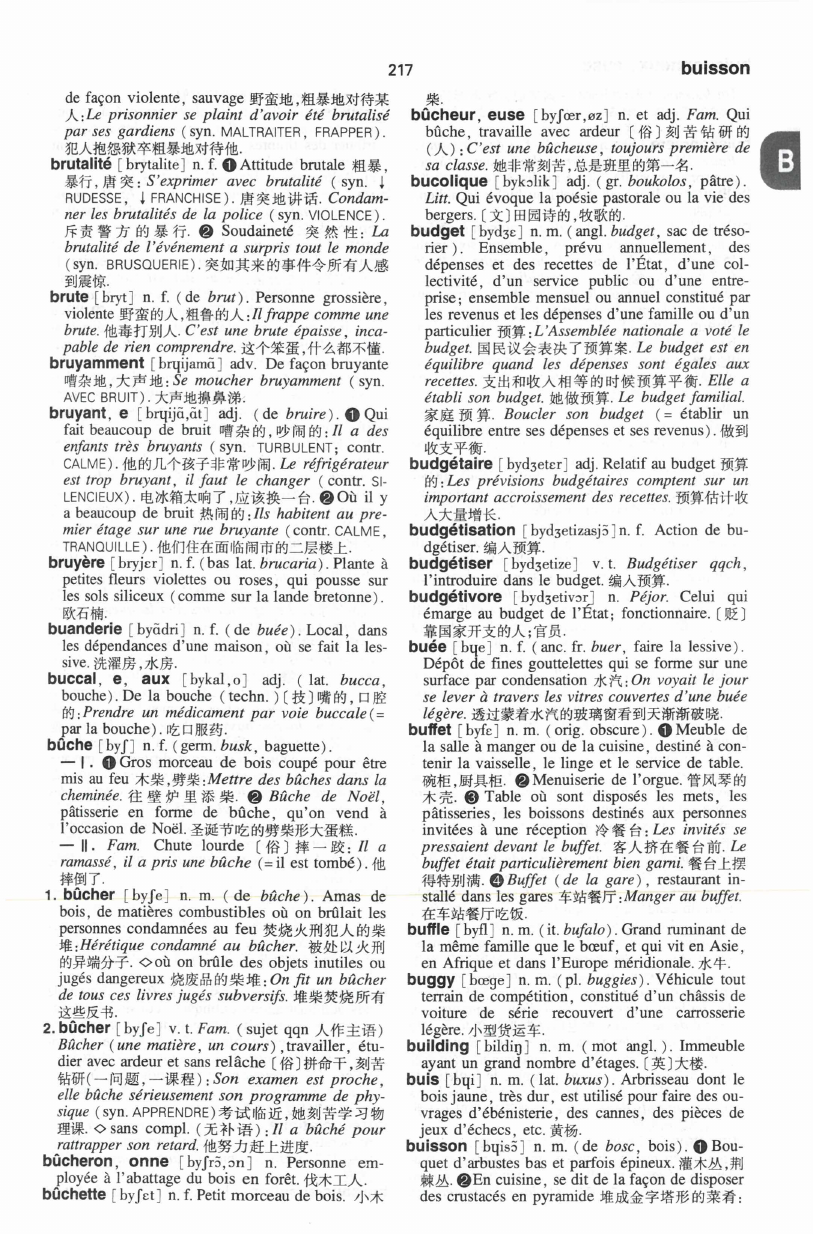 217
buisson
de façon violente, sauvage 野蛮地,粗暴地对待某
人:Le prisonnier se plaint d'avoir été brutalisé
par ses gardiens (syn. MALTRAITER, FRAPPER).
犯人抱怨狱卒粗暴地对待他.
brutalité [brytalite] n. f. ❶ Attitude brutale 粗暴,
暴行,唐突: S'exprimer avec brutalité (syn. ↓
RUDESSE, ↓ FRANCHISE). 唐突地讲话. Condam-
ner les brutalités de la police (syn. VIOLENCE).
斥责警方的暴行. ❷ Soudaineté 突然性: La
brutalité de l'événement a surpris tout le monde
(syn. BRUSQUERIE). 突如其来的事件令所有人感
到震惊.
brute [bryt] n. f. (de brut). Personne grossière,
violente 野蛮的人,粗鲁的人:Il frappe comme une
brute. 他毒打别人. C'est une brute épaisse, inca-
pable de rien comprendre. 这个笨蛋,什么都不懂.
bruyamment [brɥijamɑ̃] adv. De façon bruyante
嘈杂地,大声地: Se moucher bruyamment (syn.
AVEC BRUIT). 大声地擤鼻涕.
bruyant, e [brɥijɑ̃,ɑ̃t] adj. (de bruire). ❶ Qui
fait beaucoup de bruit 嘈杂的,吵闹的: Il a des
enfants très bruyants (syn. TURBULENT; contr.
CALME). 他的几个孩子非常吵闹. Le réfrigérateur
est trop bruyant, il faut le changer (contr. SI-
LENCIEUX). 电冰箱太响了,应该换一台. ❷ Où il y
a beaucoup de bruit 热闹的: Ils habitent au pre-
mier étage sur une rue bruyante (contr. CALME,
TRANQUILLE). 他们住在面临闹市的二层楼上.
bruyère [bryjɛr] n. f. (bas lat. brucaria). Plante à
petites fleurs violettes ou roses, qui pousse sur
les sols siliceux (comme sur la lande bretonne).
欧石楠.
buanderie [byɑ̃dri] n. f. (de buée). Local, dans
les dépendances d'une maison, où se fait la les-
sive. 洗濯房,水房.
buccal, e, aux [bykal,o] adj. (lat. bucca,
bouche). De la bouche (techn.) 〔技〕嘴的,口腔
的:Prendre un médicament par voie buccale (=
par la bouche). 吃口服药.
bûche [byʃ] n. f. (germ. busk, baguette).
— I. ❶ Gros morceau de bois coupé pour être
mis au feu 木柴,劈柴:Mettre des bûches dans la
cheminée. 往壁炉里添柴. ❷ Bûche de Noël,
pâtisserie en forme de bûche, qu'on vend à
l'occasion de Noël. 圣诞节吃的劈柴形大蛋糕.
— II. Fam. Chute lourde 〔俗〕摔一跤: Il a
ramassé, il a pris une bûche (= il est tombé). 他
摔倒了.
1. bûcher [byʃe] n. m. (de bûche). Amas de
bois, de matières combustibles où on brûlait les
personnes condamnées au feu 焚烧火刑犯人的柴
堆:Hérétique condamné au bûcher. 被处以火刑
的异端分子. ◇où on brûle des objets inutiles ou
jugés dangereux 烧废品的柴堆: On fit un bûcher
de tous ces livres jugés subversifs. 堆柴焚烧所有
这些反书.
2. bûcher [byʃe] v. t. Fam. (sujet qqn 人作主语)
Bûcher (une matière, un cours), travailler, étu-
dier avec ardeur et sans relâche 〔俗〕拼命干,刻苦
钻研(一问题,一课程): Son examen est proche,
elle bûche sérieusement son programme de phy-
sique (syn. APPRENDRE) 考试临近,她刻苦学习物
理课. ◇ sans compl. (无补语): Il a bûché pour
rattrapper son retard. 他努力赶上进度.
bûcheron, onne [byʃrɔ̃,ɔn] n. Personne em-
ployée à l'abattage du bois en forêt. 伐木工人.
bûchette [byʃɛt] n. f. Petit morceau de bois. 小木
柴.
bûcheur, euse [byʃœr,øz] n. et adj. Fam. Qui
bûche, travaille avec ardeur 〔俗〕刻苦钻研的
(人): C'est une bûcheuse, toujours première de
sa classe. 她非常刻苦,总是班里的第一名.
bucolique [bykɔlik] adj. (gr. boukolos, pâtre).
Litt. Qui évoque la poésie pastorale ou la vie des
bergers. 〔文〕田园诗的,牧歌的.
budget [bydʒɛ] n. m. (angl. budget, sac de tréso-
rier). Ensemble, prévu annuellement, des
dépenses et des recettes de l'État, d'une col-
lectivité, d'un service public ou d'une entre-
prise; ensemble mensuel ou annuel constitué par
les revenus et les dépenses d'une famille ou d'un
particulier 预算: L'Assemblée nationale a voté le
budget. 国民议会表决了预算案. Le budget est en
équilibre quand les dépenses sont égales aux
recettes. 支出和收入相等的时候预算平衡. Elle a
établi son budget. 她做预算. Le budget familial.
家庭预算. Boucler son budget (= établir un
équilibre entre ses dépenses et ses revenus). 做到
收支平衡.
budgétaire [bydʒetɛr] adj. Relatif au budget 预算
的: Les prévisions budgétaires comptent sur un
important accroissement des recettes. 预算估计收
入大量增长.
budgétisation [bydʒetizasjɔ̃] n. f. Action de bu-
dgétiser. 编入预算.
budgétiser [bydʒetize] v. t. Budgétiser qqch,
l'introduire dans le budget. 编入预算.
budgétivore [bydʒetivɔr] n. Péjor. Celui qui
émarge au budget de l'État; fonctionnaire. 〔贬〕
靠国家开支的人;官员.
buée [bɥe] n. f. (anc. fr. buer, faire la lessive).
Dépôt de fines gouttelettes qui se forme sur une
surface par condensation 水汽: On voyait le jour
se lever à travers les vitres couvertes d'une buée
légère. 透过蒙着水汽的玻璃窗看到天渐渐破晓.
buffet [byfɛ] n. m. (orig. obscure). ❶ Meuble de
la salle à manger ou de la cuisine, destiné à con-
tenir la vaisselle, le linge et le service de table.
碗柜,厨具柜. ❷ Menuiserie de l'orgue. 管风琴的
木壳. ❸ Table où sont disposés les mets, les
pâtisseries, les boissons destinés aux personnes
invitées à une réception 冷餐台: Les invités se
pressaient devant le buffet. 客人挤在餐台前. Le
buffet était particulièrement bien garni. 餐台上摆
得特别满. ❹ Buffet (de la gare), restaurant in-
stallé dans les gares 车站餐厅: Manger au buffet.
在车站餐厅吃饭.
buffle [byfl] n. m. (it. bufalo). Grand ruminant de
la même famille que le bœuf, et qui vit en Asie,
en Afrique et dans l'Europe méridionale. 水牛.
buggy [bœge] n. m. (pl. buggies). Véhicule tout
terrain de compétition, constitué d'un châssis de
voiture de série recouvert d'une carrosserie
légère. 小型货运车.
building [bildiŋ] n. m. (mot angl.). Immeuble
ayant un grand nombre d'étages. 〔英〕大楼.
buis [bɥi] n. m. (lat. buxus). Arbrisseau dont le
bois jaune, très dur, est utilisé pour faire des ou-
vrages d'ébénisterie, des cannes, des pièces de
jeux d'échecs, etc. 黄杨.
buisson [bɥisɔ̃] n. m. (de bosc, bois). ❶ Bou-
quet d'arbustes bas et parfois épineux. 灌木丛,荆
棘丛. ❷ En cuisine, se dit de la façon de disposer
des crustacés en pyramide 堆成金字塔形的菜肴:
B